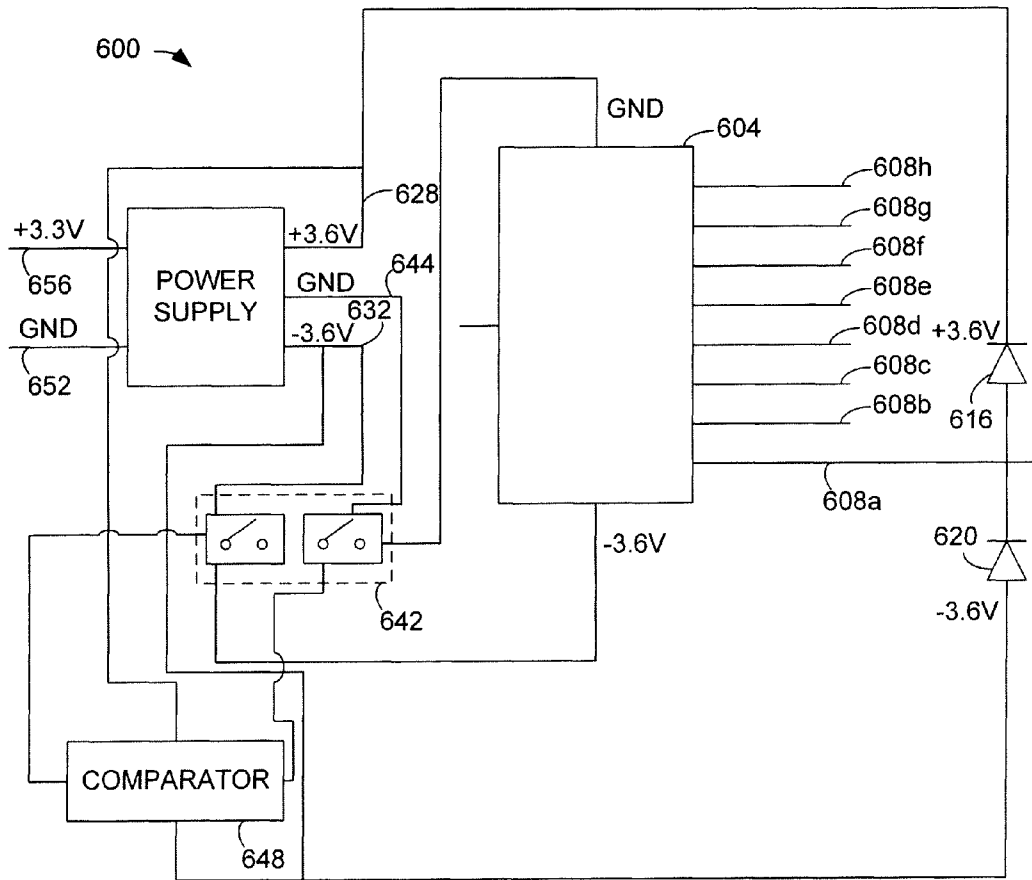 600
GND
604
608h
628
608g
+3.3V
+3.6V
608f
656
POWER
SUPPLY
GND
644
608e
GND
-3.6V
632
608d
+3.6V
652
608c
616
608b
608a
-3.6V
620
642
-3.6V
COMPARATOR
648